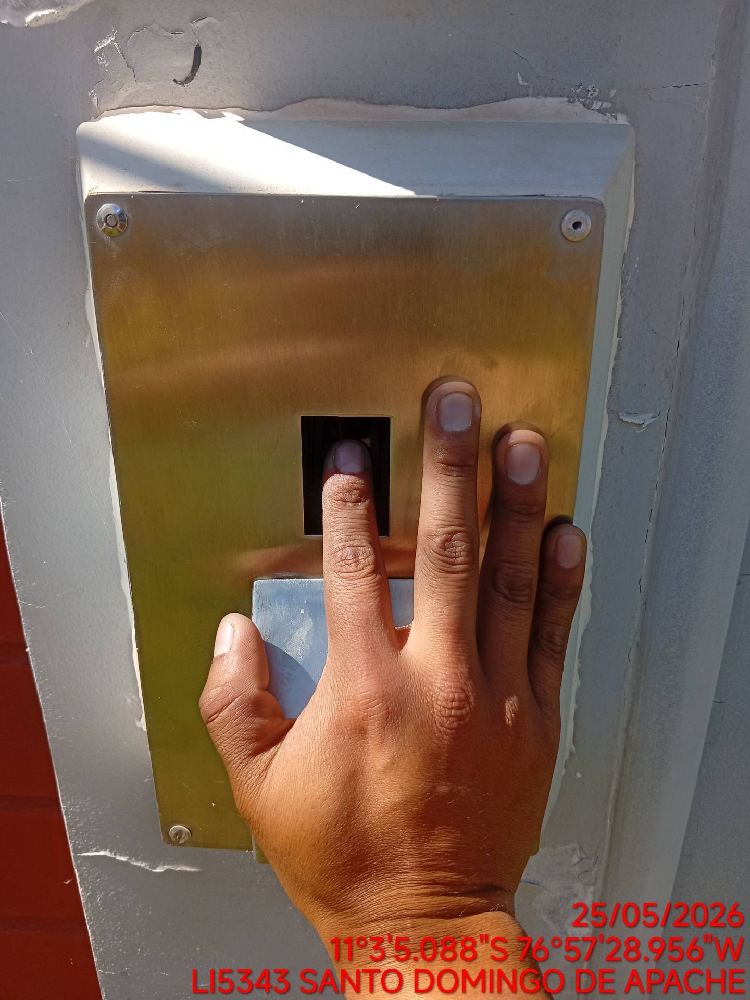 25/05/2026
11°3'5.088"S 76°57'28.956"W
LI5343 SANTO DOMINGO DE APACHE